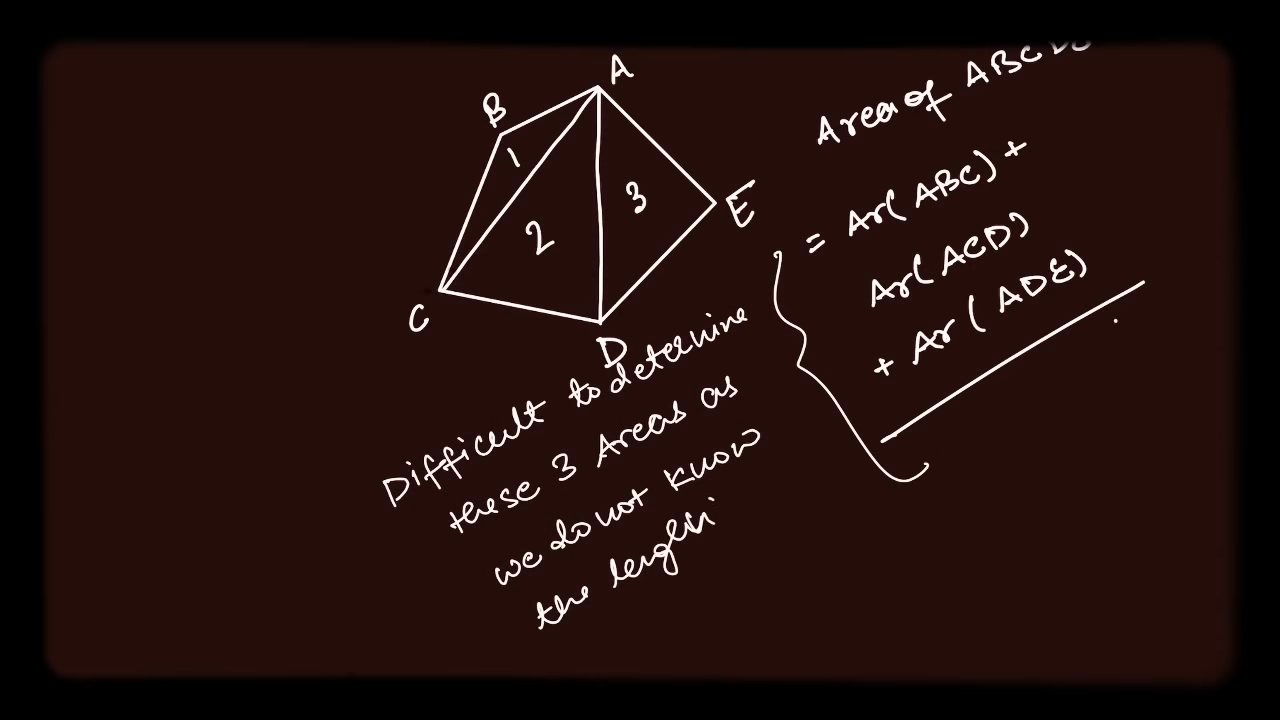 A
B
1
2
3
E
C
D
Area of ABCDE
= Ar(ABC) +
Ar(ACD)
+ Ar(ADE)
Difficult to determine
these 3 Areas as
we do not know
the length